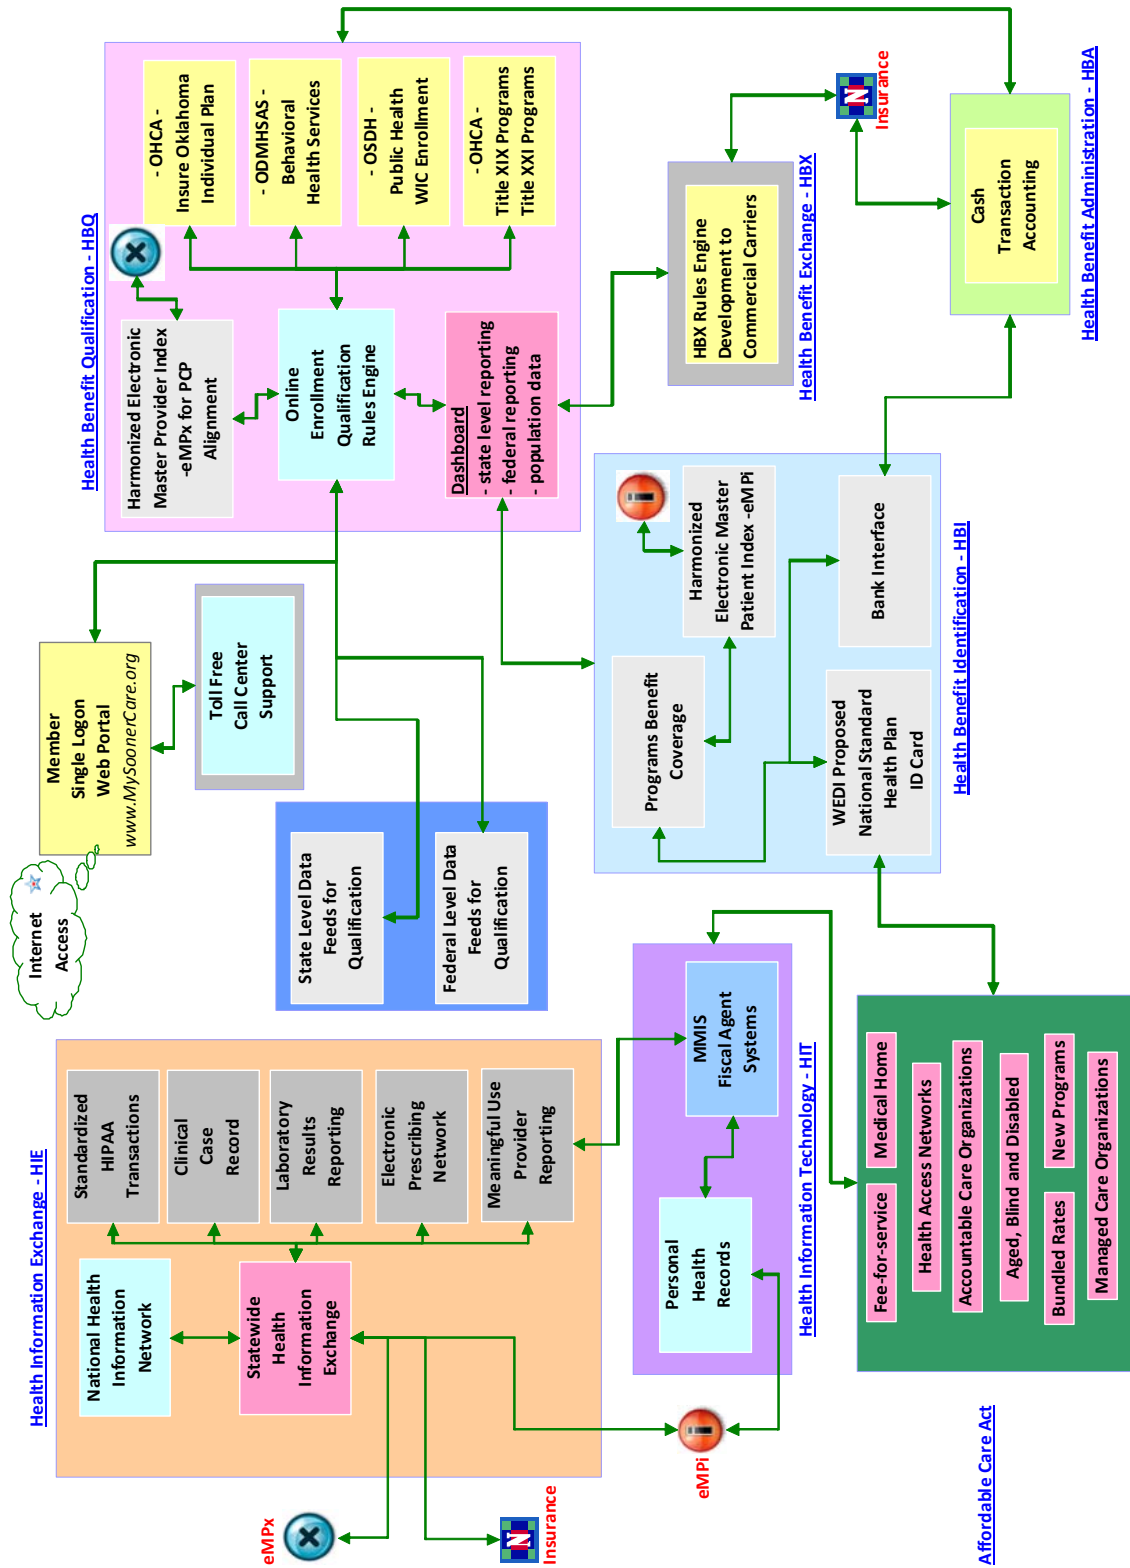 Health Information Exchange - HIE
National Health
Information
Network
Statewide
Health
Information
Exchange
Standardized
HIPAA
Transactions
Clinical
Case
Record
Laboratory
Results
Reporting
Electronic
Prescribing
Network
Meaningful Use
Provider
Reporting
eMPx
Insurance
eMPi
Internet
Access
Member
Single Logon
Web Portal
www.MySoonerCare.org
Toll Free
Call Center
Support
State Level Data
Feeds for
Qualification
Federal Level Data
Feeds for
Qualification
Health Benefit Qualification - HBQ
Harmonized Electronic
Master Provider Index
-eMPx for PCP
Alignment
Online
Enrollment
Qualification
Rules Engine
Dashboard
- state level reporting
- federal reporting
- population data
- OHCA -
Insure Oklahoma
Individual Plan
- ODMHSAS -
Behavioral
Health Services
- OSDH -
Public Health
WIC Enrollment
- OHCA -
Title XIX Programs
Title XXI Programs
Health Information Technology - HIT
Personal
Health
Records
MMIS
Fiscal Agent
Systems
Health Benefit Identification - HBI
Programs Benefit
Coverage
Harmonized
Electronic Master
Patient Index -eMPi
WEDI Proposed
National Standard
Health Plan
ID Card
Bank Interface
Health Benefit Exchange - HBX
HBX Rules Engine
Development to
Commercial Carriers
N
Insurance
Health Benefit Administration - HBA
Cash
Transaction
Accounting
Affordable Care Act
Fee-for-service
Medical Home
Health Access Networks
Accountable Care Organizations
Aged, Blind and Disabled
Bundled Rates
New Programs
Managed Care Organizations
N